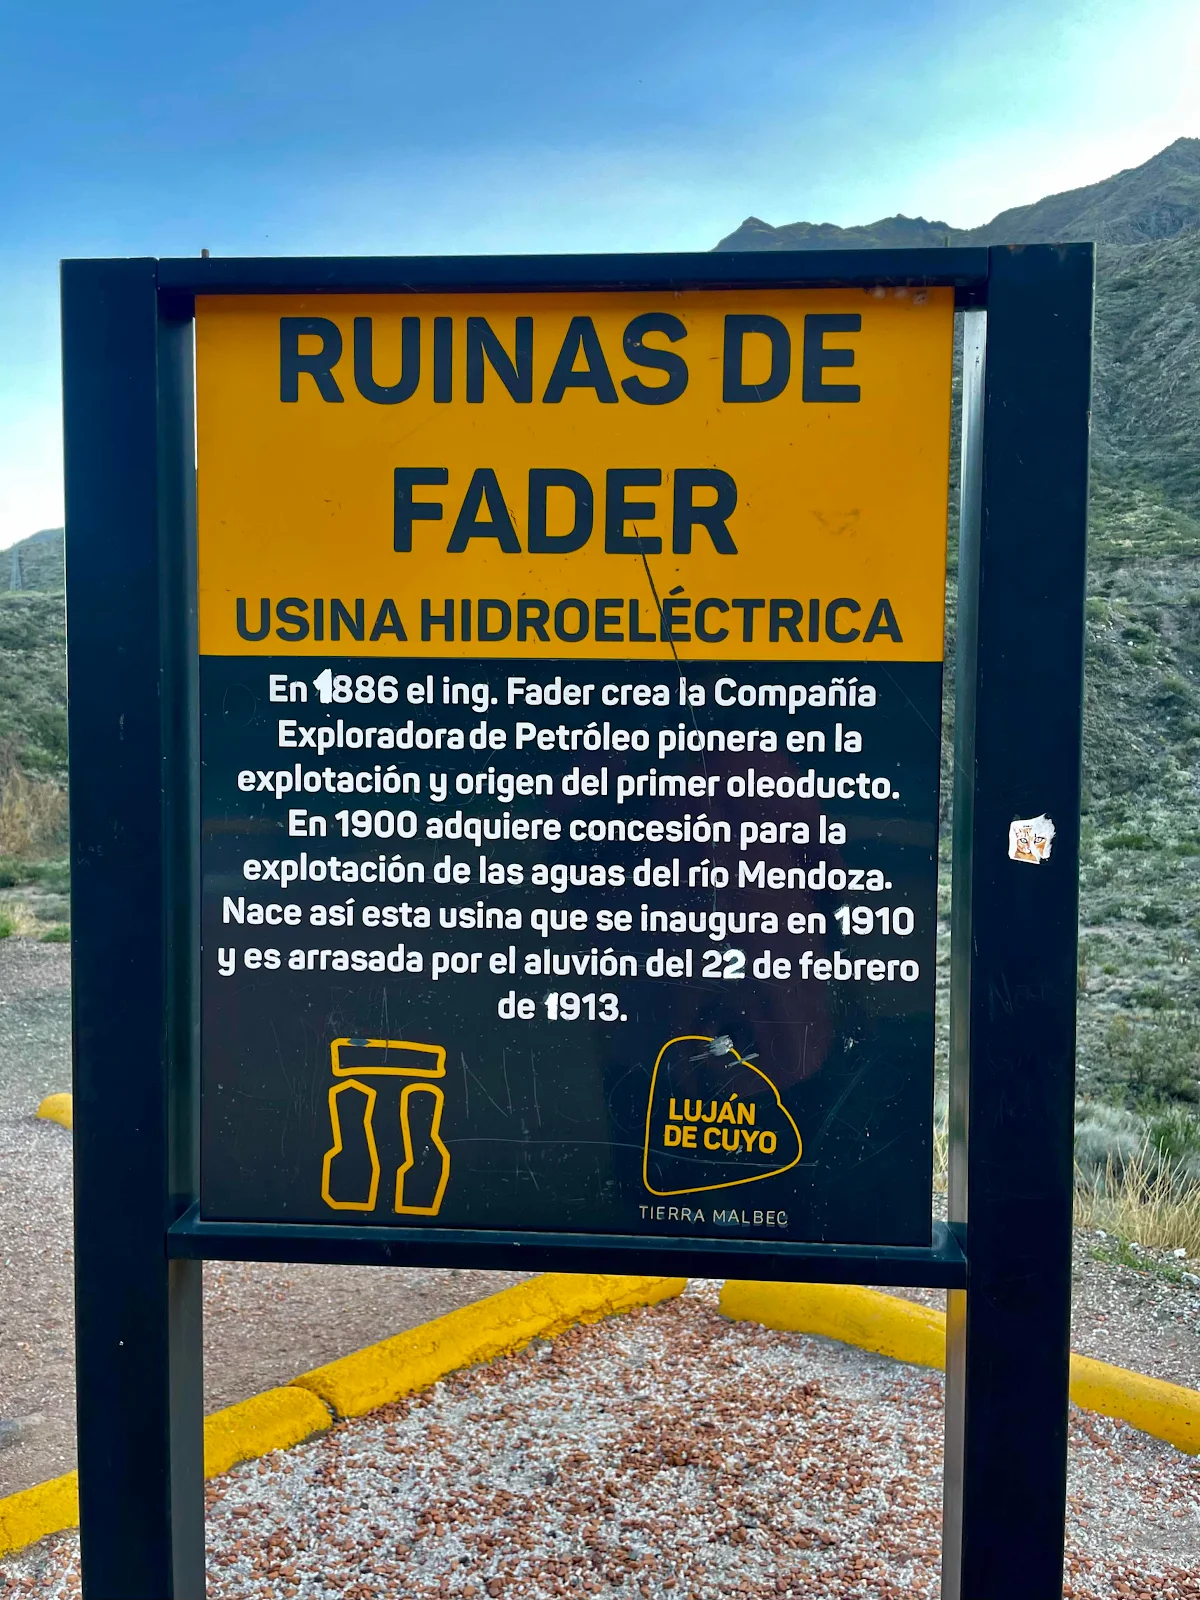 RUINAS DE
FADER
USINA HIDROELÉCTRICA
En 1886 el ing. Fader crea la Compañía
Exploradora de Petróleo pionera en la
explotación y origen del primer oleoducto.
En 1900 adquiere concesión para la
explotación de las aguas del río Mendoza.
Nace así esta usina que se inaugura en 1910
y es arrasada por el aluvión del 22 de febrero
de 1913.
LUJÁN
DE CUYO
TIERRA MALBEC